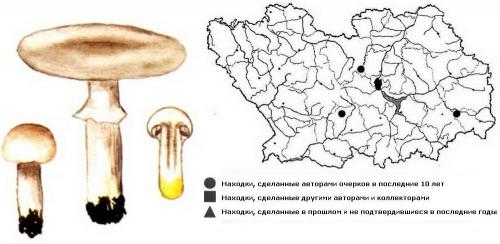 Находки, сделанные авторами очерков в последние 10 лет
Находки, сделанные другими авторами и коллекторами
Находки, сделанные в прошлом и не подтвердившиеся в последние годы